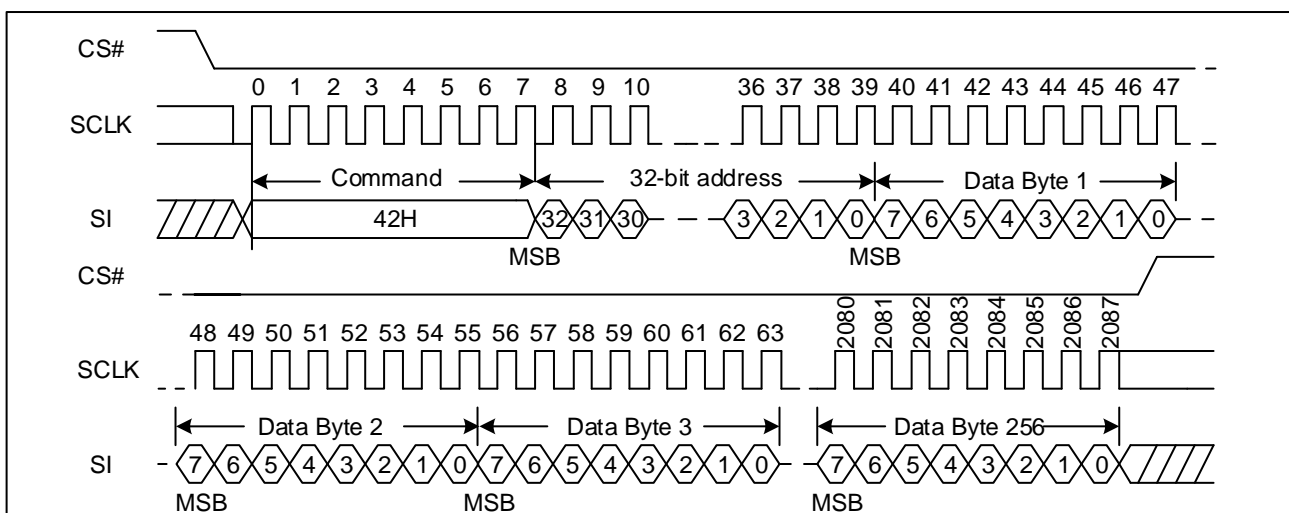 CS#
0 1 2 3 4 5 6 7 8 9 10 36 37 38 39 40 41 42 43 44 45 46 47
SCLK
Command 32-bit address Data Byte 1
SI 42H 32 31 30 3 2 1 0 7 6 5 4 3 2 1 0
MSB MSB
CS#
48 49 50 51 52 53 54 55 56 57 58 59 60 61 62 63 2080 2081 2082 2083 2084 2085 2086 2087
SCLK
Data Byte 2 Data Byte 3 Data Byte 256
SI 7 6 5 4 3 2 1 0 7 6 5 4 3 2 1 0 7 6 5 4 3 2 1 0
MSB MSB MSB